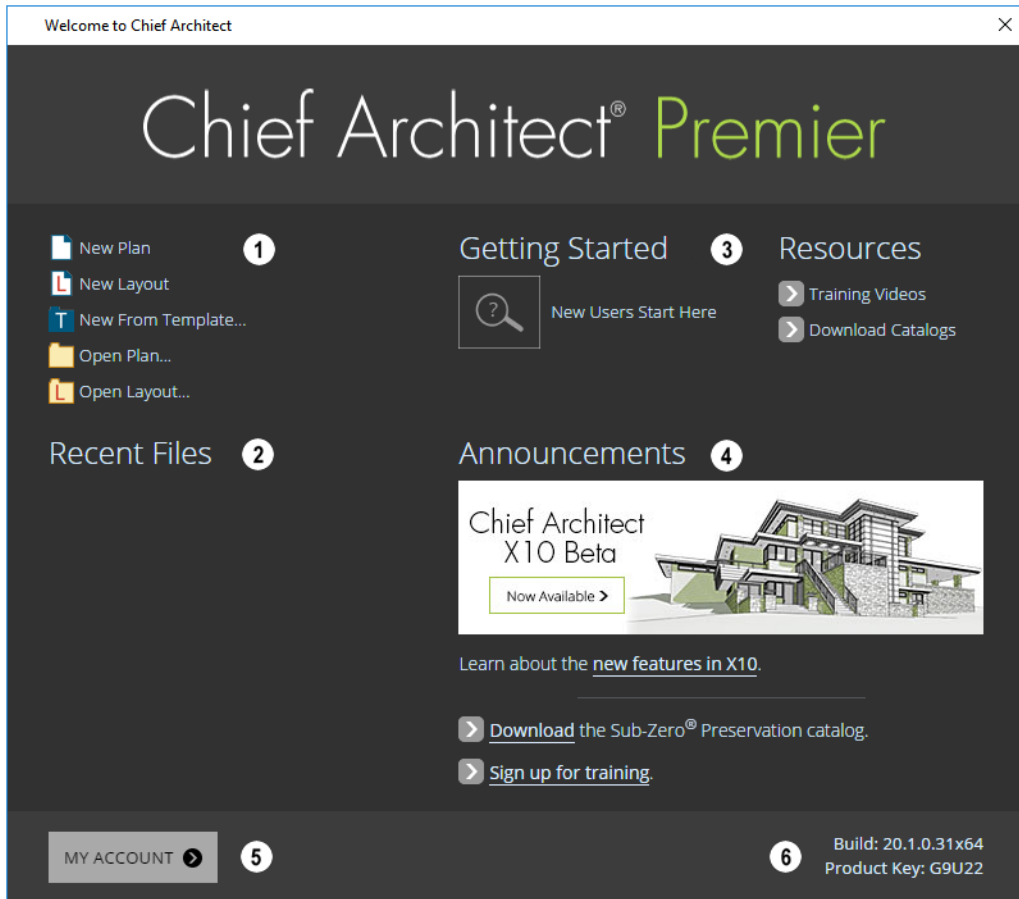 Welcome to Chief Architect
Chief Architect® Premier
New Plan
1
New Layout
New From Template...
Open Plan...
Open Layout...
Getting Started
3
New Users Start Here
Resources
Training Videos
Download Catalogs
Recent Files
2
Announcements
4
Chief Architect
X10 Beta
Now Available >
Learn about the new features in X10.
Download the Sub-Zero® Preservation catalog.
Sign up for training.
MY ACCOUNT
5
6
Build: 20.1.0.31x64
Product Key: G9U22